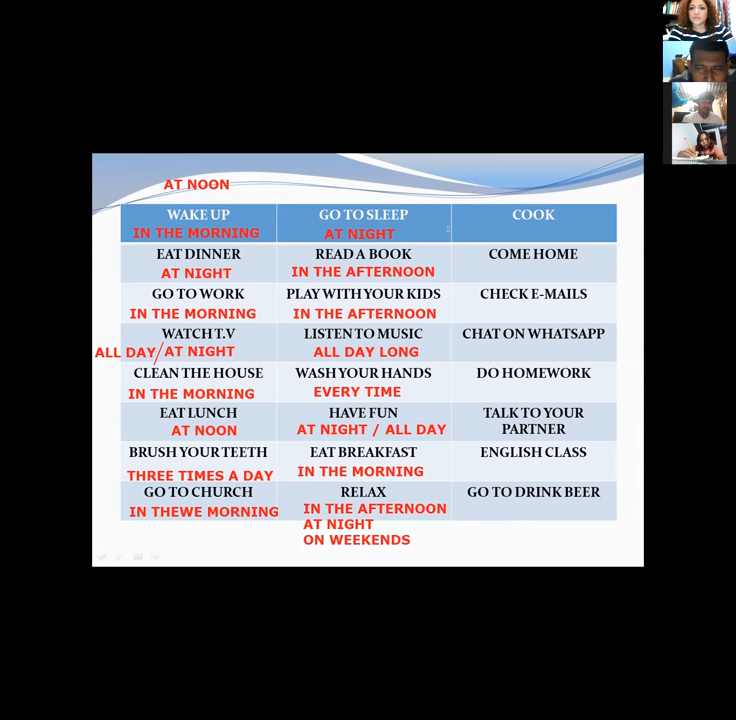 AT NOON
WAKE UP GO TO SLEEP COOK
IN THE MORNING AT NIGHT
EAT DINNER READ A BOOK COME HOME
AT NIGHT IN THE AFTERNOON
GO TO WORK PLAY WITH YOUR KIDS CHECK E-MAILS
IN THE MORNING IN THE AFTERNOON
WATCH T.V LISTEN TO MUSIC CHAT ON WHATSAPP
ALL DAY/AT NIGHT ALL DAY LONG
CLEAN THE HOUSE WASH YOUR HANDS DO HOMEWORK
IN THE MORNING EVERY TIME
EAT LUNCH HAVE FUN TALK TO YOUR
AT NOON AT NIGHT / ALL DAY PARTNER
BRUSH YOUR TEETH EAT BREAKFAST ENGLISH CLASS
THREE TIMES A DAY IN THE MORNING
GO TO CHURCH RELAX GO TO DRINK BEER
IN THEWE MORNING IN THE AFTERNOON
AT NIGHT
ON WEEKENDS